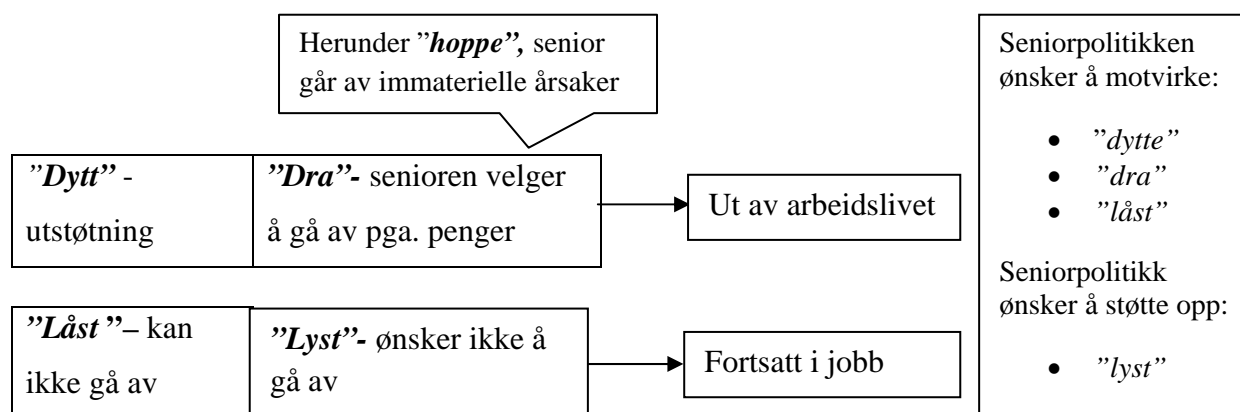 Herunder ”hoppe”, senior
går av immaterielle årsaker
”Dytt” -
utstøtning
”Dra”- senioren velger
å gå av pga. penger
Ut av arbeidslivet
”Låst ”– kan
ikke gå av
”Lyst”- ønsker ikke å
gå av
Fortsatt i jobb
Seniorpolitikken
ønsker å motvirke:
• ”dytte”
• ”dra”
• ”låst”
Seniorpolitikk
ønsker å støtte opp:
• ”lyst”